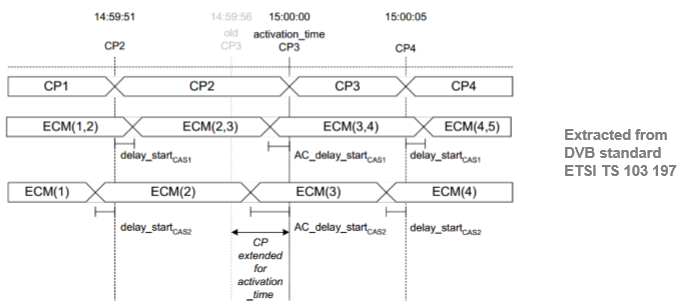 14:59:51 14:59:56 15:00:00 15:00:05
old activation_time
CP2 CP3 CP3 CP4
CP1 CP2 CP3 CP4
ECM(1,2) ECM(2,3) ECM(3,4) ECM(4,5)
delay_startCAS1 AC_delay_startCAS1 delay_startCAS1
ECM(1) ECM(2) ECM(3) ECM(4)
delay_startCAS2 AC_delay_startCAS2 delay_startCAS2
CP
extended
for
activation
_time
Extracted from
DVB standard
ETSI TS 103 197